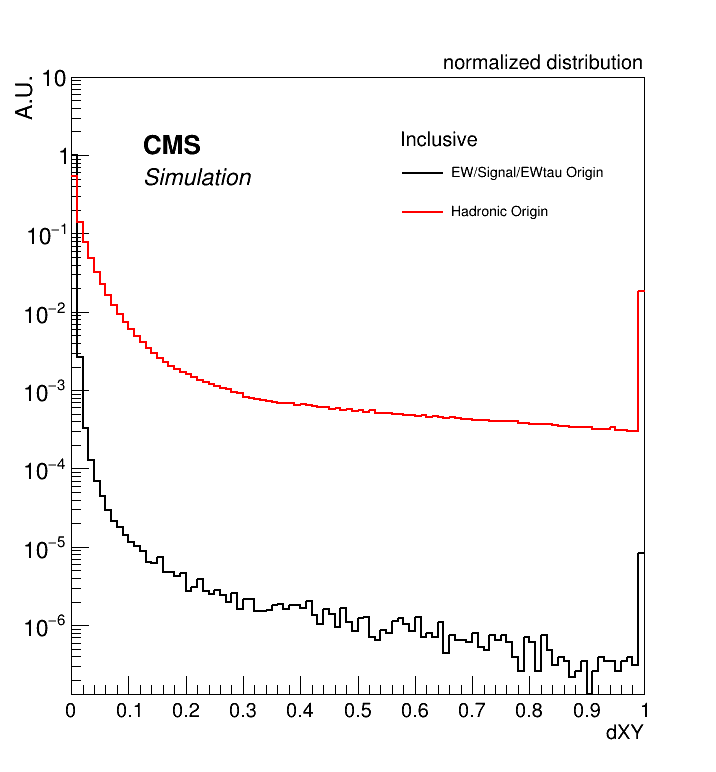 normalized distribution
A.U.
10
1
10−1
10−2
10−3
10−4
10−5
10−6
CMS
Simulation
Inclusive
EW/Signal/EWtau Origin
Hadronic Origin
0 0.1 0.2 0.3 0.4 0.5 0.6 0.7 0.8 0.9 1
dXY